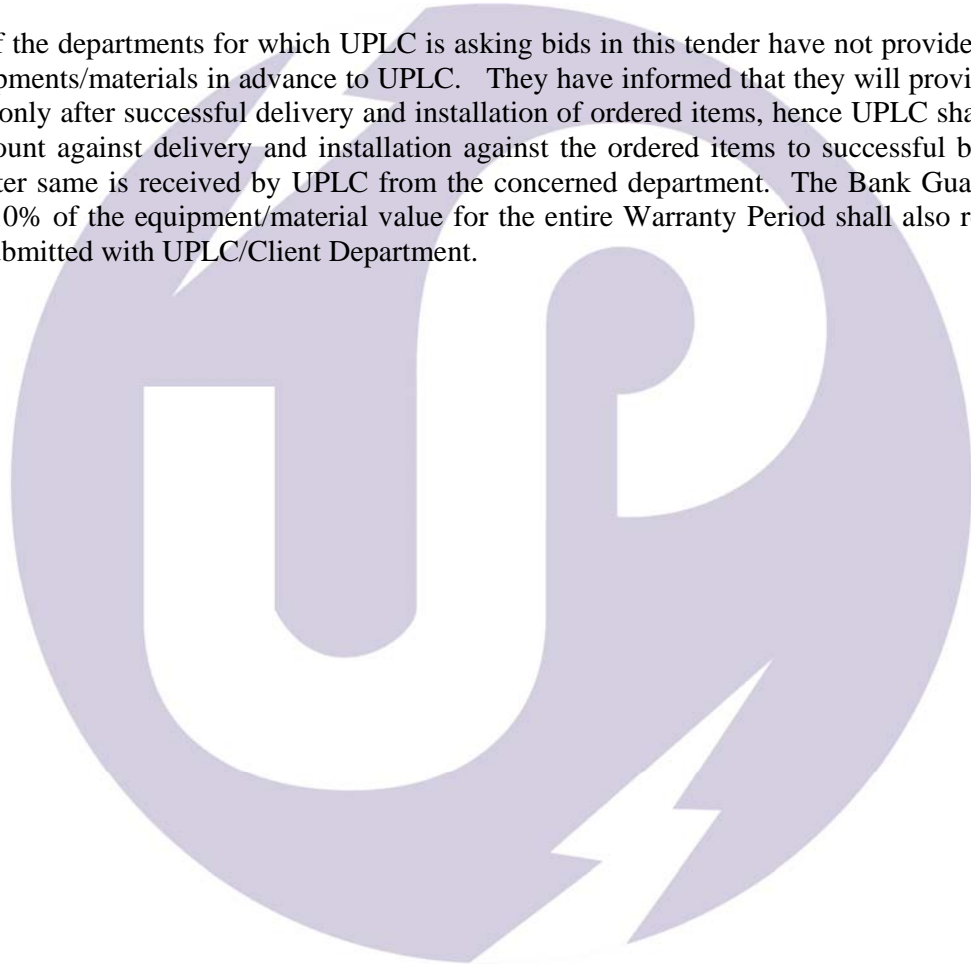 f the departments for which UPLC is asking bids in this tender have not provide
pments/materials in advance to UPLC. They have informed that they will provi
only after successful delivery and installation of ordered items, hence UPLC sha
ount against delivery and installation against the ordered items to successful b
ter same is received by UPLC from the concerned department. The Bank Gua
0% of the equipment/material value for the entire Warranty Period shall also r
ubmitted with UPLC/Client Department.
UP